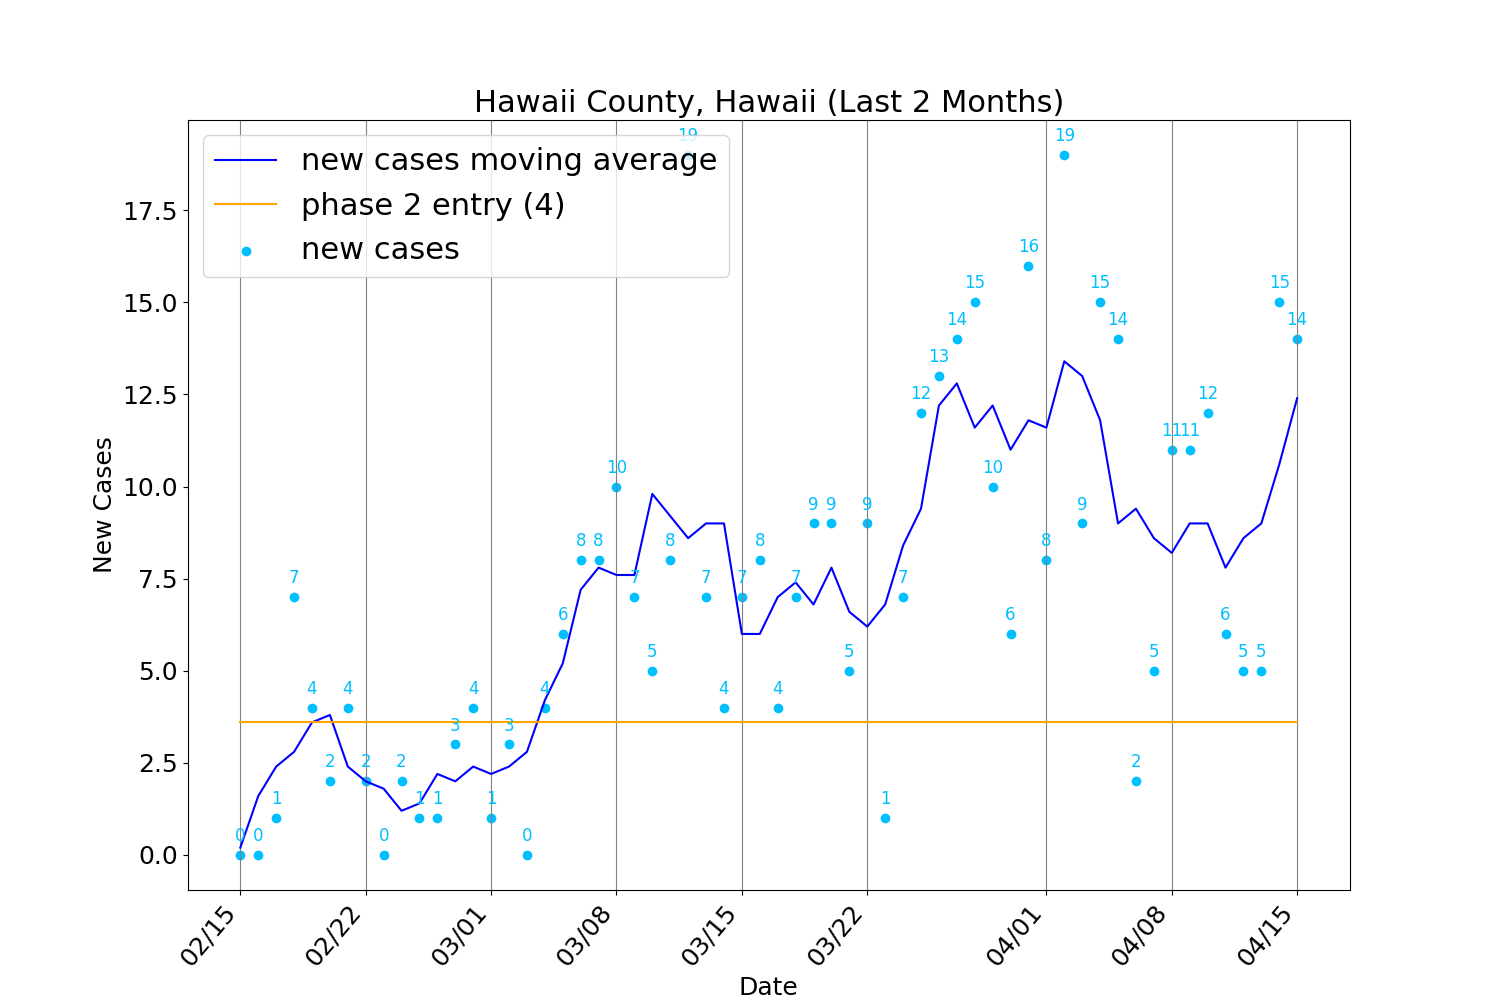 Hawaii County, Hawaii (Last 2 Months)
new cases moving average
phase 2 entry (4)
new cases
New Cases
17.5
15.0
12.5
10.0
7.5
5.0
2.5
0.0
0 0 1 7 4 2 4 2 0 2 1 1 3 4 1 3 0 4 6 8 8 10 7 5 8 19 7 4 7 8 4 7 9 9 5 9 1 7 12 13 14 15 10 6 16 8 19 9 15 14 2 5 11 11 12 6 5 5 15 14
02/15 02/22 03/01 03/08 03/15 03/22 04/01 04/08 04/15
Date